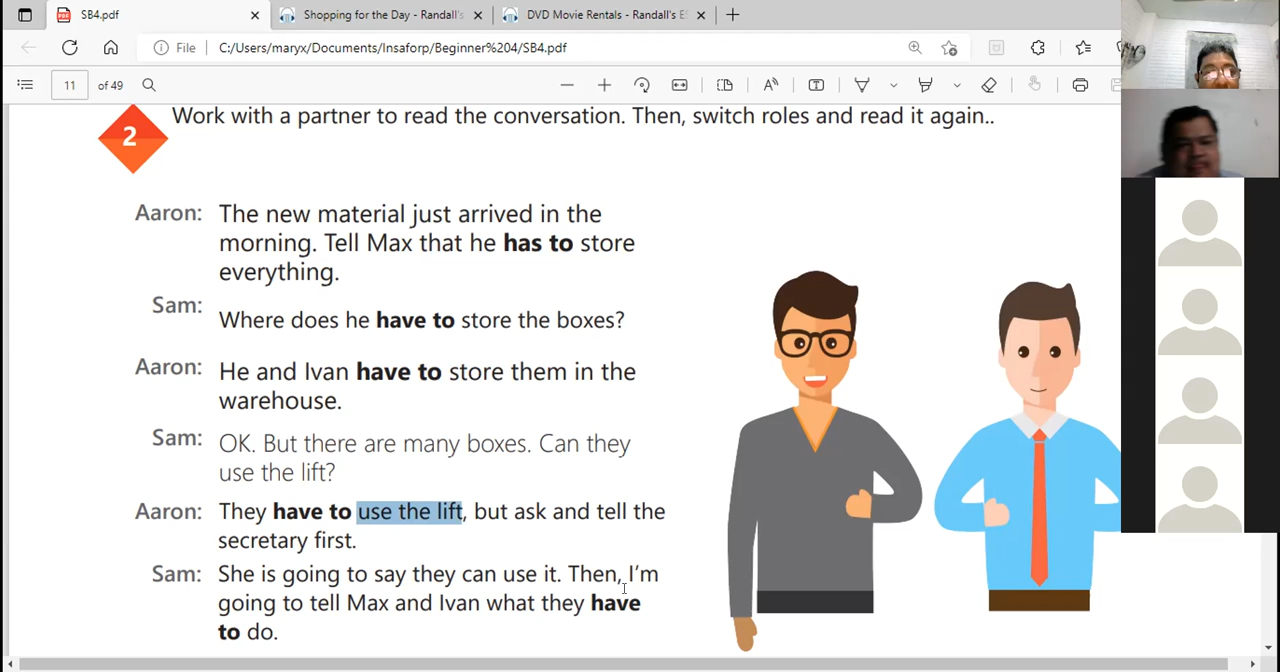 SB4.pdf
Shopping for the Day - Randall's
DVD Movie Rentals - Randall's E
File
C:/Users/maryx/Documents/Insaforp/Beginner%204/SB4.pdf
11 of 49
2
Work with a partner to read the conversation. Then, switch roles and read it again..
Aaron: The new material just arrived in the
morning. Tell Max that he has to store
everything.
Sam: Where does he have to store the boxes?
Aaron: He and Ivan have to store them in the
warehouse.
Sam: OK. But there are many boxes. Can they
use the lift?
Aaron: They have to use the lift, but ask and tell the
secretary first.
Sam: She is going to say they can use it. Then, I'm
going to tell Max and Ivan what they have
to do.